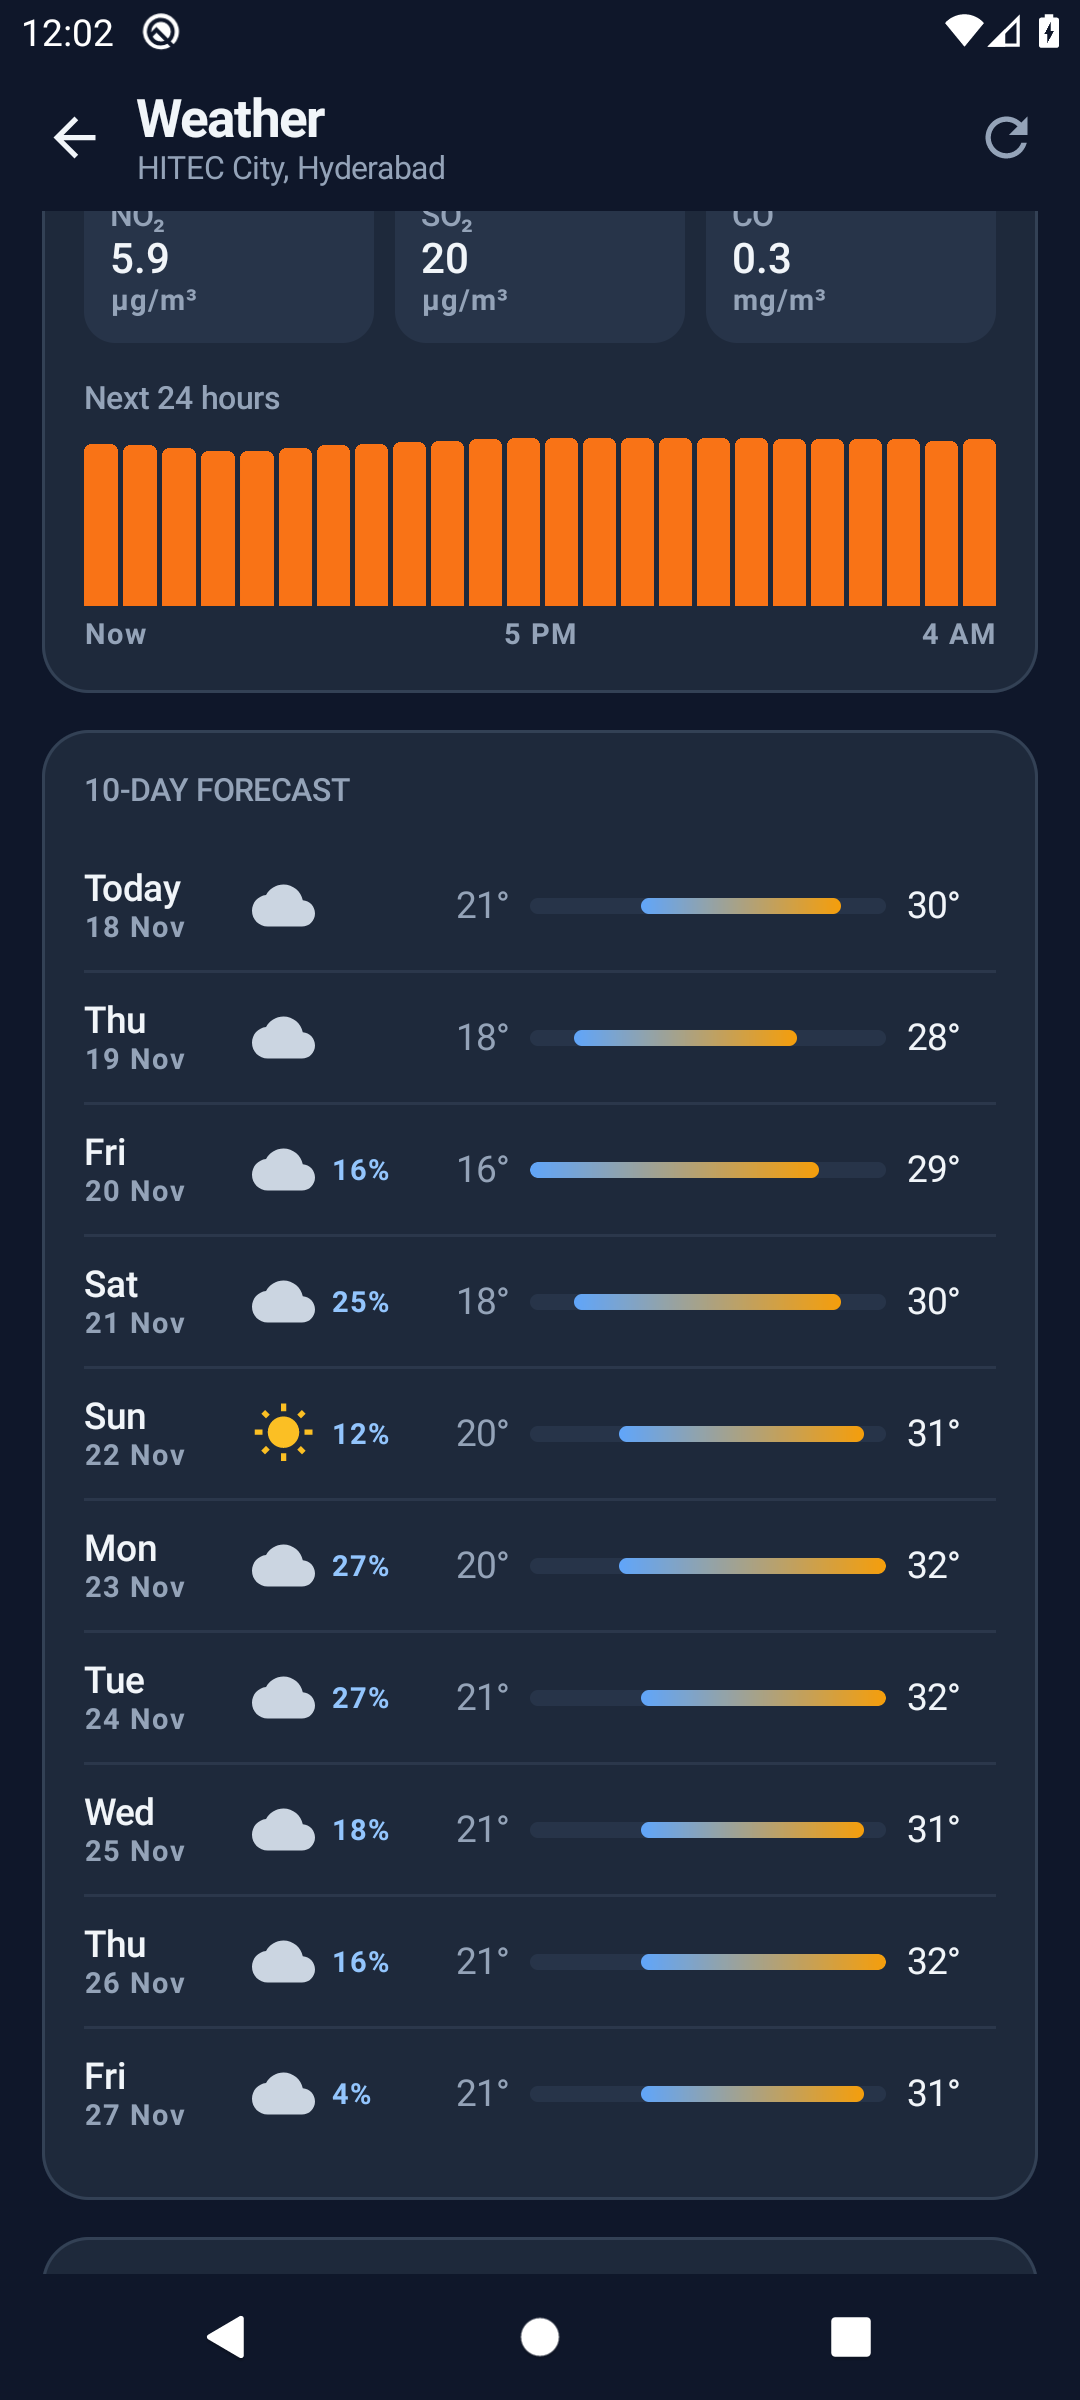 12:02
Weather
HITEC City, Hyderabad
NO₂ SO₂ CO
5.9 20 0.3
µg/m³ µg/m³ mg/m³
Next 24 hours
Now 5 PM 4 AM
10-DAY FORECAST
Today
18 Nov
21° 30°
Thu
19 Nov
18° 28°
Fri
20 Nov
16% 16° 29°
Sat
21 Nov
25% 18° 30°
Sun
22 Nov
12% 20° 31°
Mon
23 Nov
27% 20° 32°
Tue
24 Nov
27% 21° 32°
Wed
25 Nov
18% 21° 31°
Thu
26 Nov
16% 21° 32°
Fri
27 Nov
4% 21° 31°